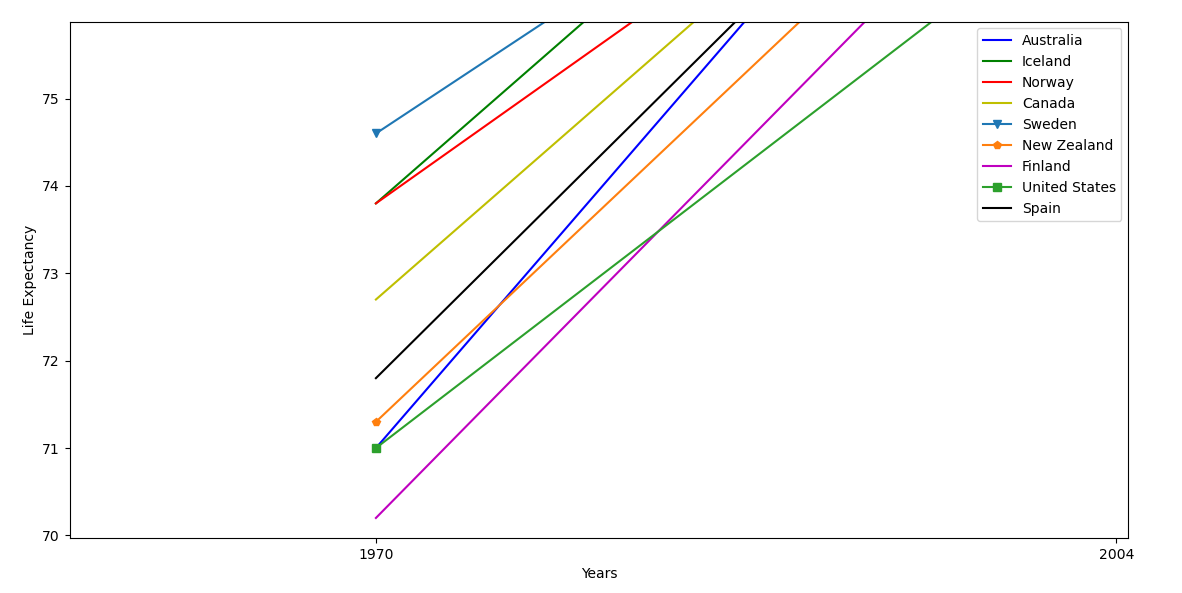 75
74
73
72
71
70
Life Expectancy
1970
2004
Years
Australia
Iceland
Norway
Canada
Sweden
New Zealand
Finland
United States
Spain